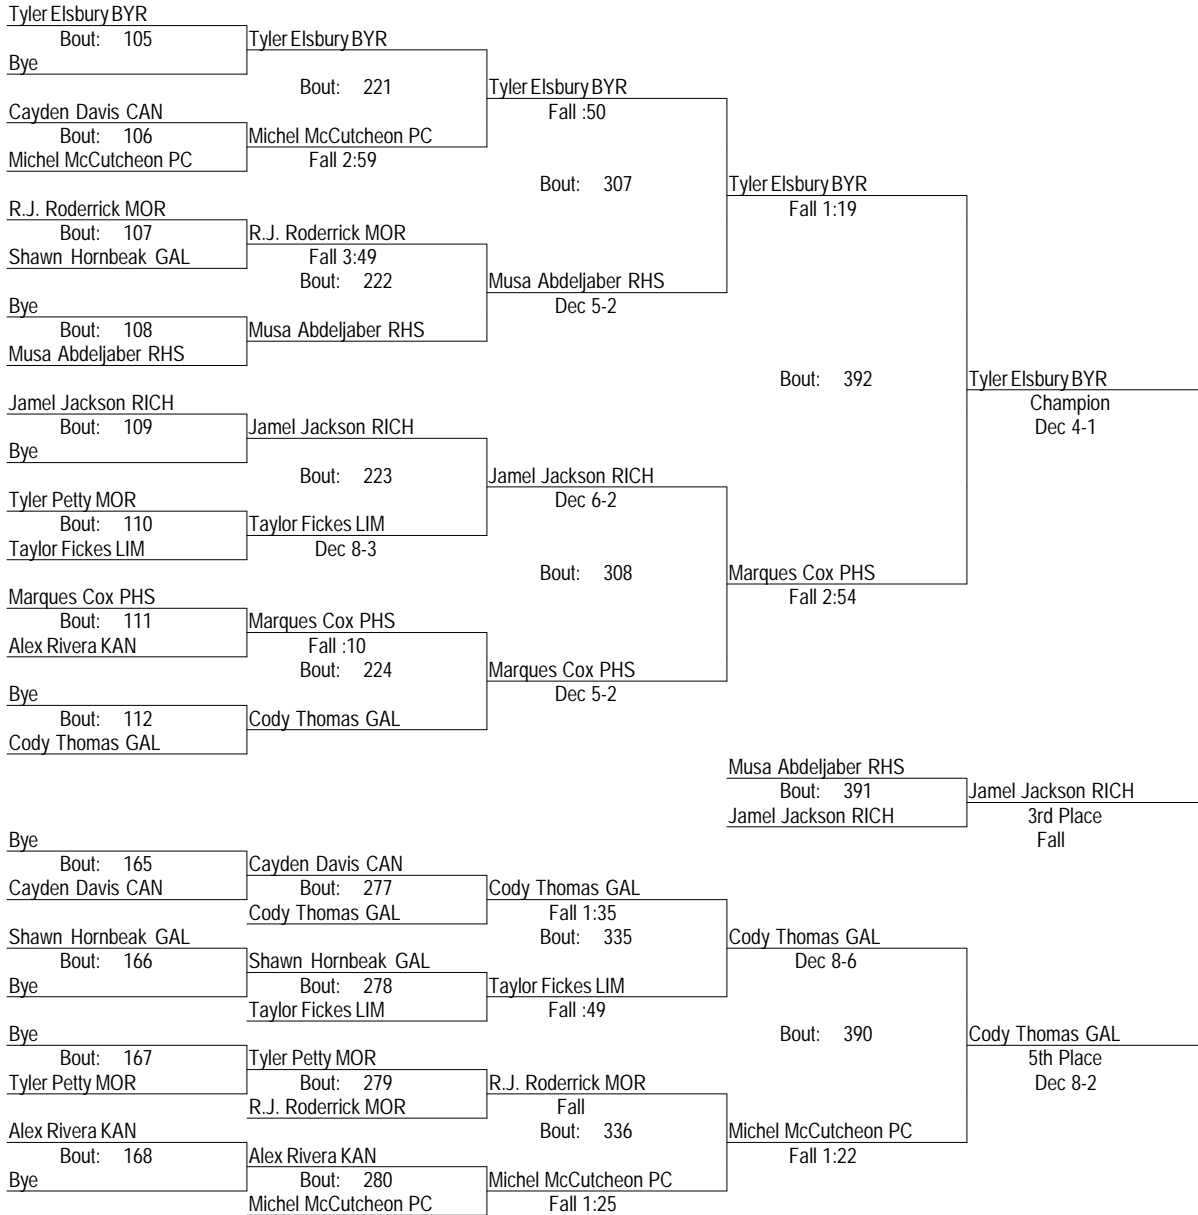 Tyler Elsbury BYR
Bout: 105
Bye
Tyler Elsbury BYR
Bout: 221
Cayden Davis CAN
Bout: 106
Michel McCutcheon PC
Michel McCutcheon PC
Fall 2:59
Tyler Elsbury BYR
Fall :50
Bout: 307
R.J. Roderrick MOR
Bout: 107
Shawn Hornbeak GAL
R.J. Roderrick MOR
Fall 3:49
Bout: 222
Bye
Bout: 108
Musa Abdeljaber RHS
Musa Abdeljaber RHS
Musa Abdeljaber RHS
Dec 5-2
Tyler Elsbury BYR
Fall 1:19
Bout: 392
Jamel Jackson RICH
Bout: 109
Bye
Jamel Jackson RICH
Bout: 223
Tyler Petty MOR
Bout: 110
Taylor Fickes LIM
Taylor Fickes LIM
Dec 8-3
Jamel Jackson RICH
Dec 6-2
Bout: 308
Marques Cox PHS
Bout: 111
Alex Rivera KAN
Marques Cox PHS
Fall :10
Bout: 224
Bye
Bout: 112
Cody Thomas GAL
Cody Thomas GAL
Marques Cox PHS
Dec 5-2
Marques Cox PHS
Fall 2:54
Tyler Elsbury BYR
Champion
Dec 4-1
Musa Abdeljaber RHS
Bout: 391
Jamel Jackson RICH
Jamel Jackson RICH
3rd Place
Fall
Bye
Bout: 165
Cayden Davis CAN
Cayden Davis CAN
Bout: 277
Cody Thomas GAL
Cody Thomas GAL
Fall 1:35
Bout: 335
Shawn Hornbeak GAL
Bout: 166
Bye
Shawn Hornbeak GAL
Bout: 278
Taylor Fickes LIM
Taylor Fickes LIM
Fall :49
Cody Thomas GAL
Dec 8-6
Bout: 390
Bye
Bout: 167
Tyler Petty MOR
Tyler Petty MOR
Bout: 279
R.J. Roderrick MOR
R.J. Roderrick MOR
Fall
Bout: 336
Alex Rivera KAN
Bout: 168
Bye
Alex Rivera KAN
Bout: 280
Michel McCutcheon PC
Michel McCutcheon PC
Fall 1:25
Michel McCutcheon PC
Fall 1:22
Cody Thomas GAL
5th Place
Dec 8-2